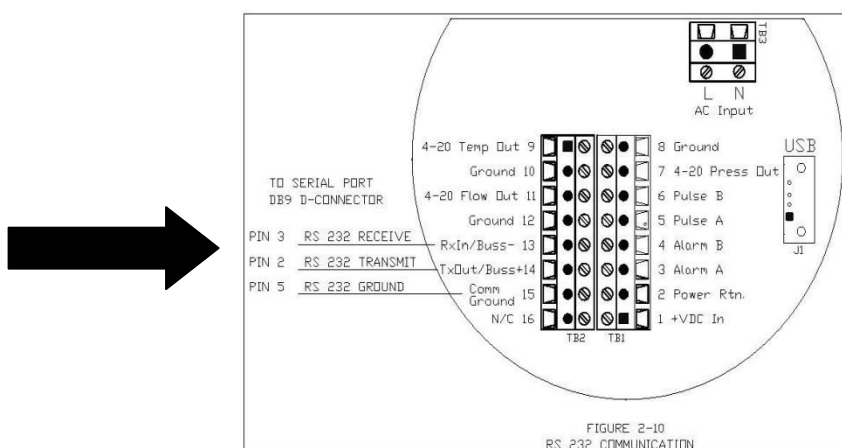 TB3
L N
AC Input
4-20 Temp Out 9
Ground 10
4-20 Flow Out 11
Ground 12
RxIn/Buss- 13
TxOut/Buss+14
Comm
Ground 15
N/C 16
8 Ground
7 4-20 Press Out
6 Pulse B
5 Pulse A
4 Alarm B
3 Alarm A
2 Power Rtn.
1 +VDC In
TB2 TB1
USB
J1
TO SERIAL PORT
DB9 D-CONNECTOR
PIN 3 RS 232 RECEIVE
PIN 2 RS 232 TRANSMIT
PIN 5 RS 232 GROUND
FIGURE 2-10
RS 232 COMMUNICATION